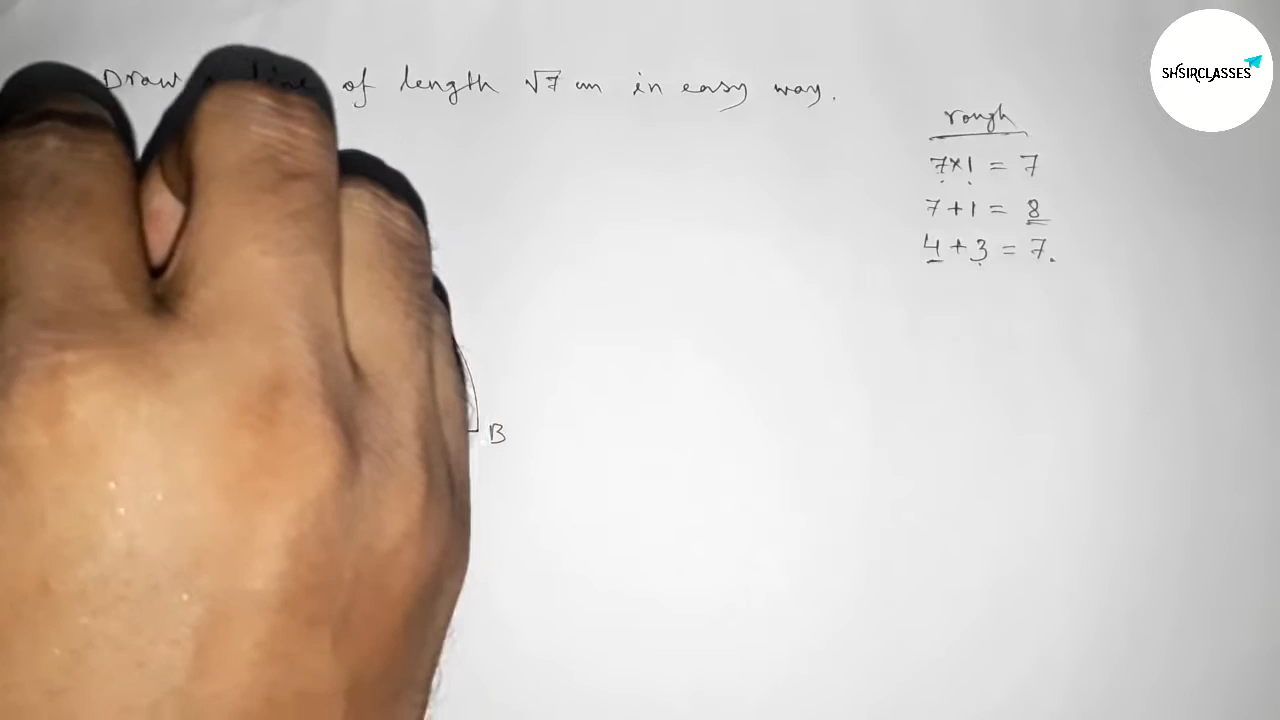 Draw line of length √7 cm in easy way.
rough
7×1 = 7
7+1 = 8
4+3 = 7.
B
SHSIRCLASSES